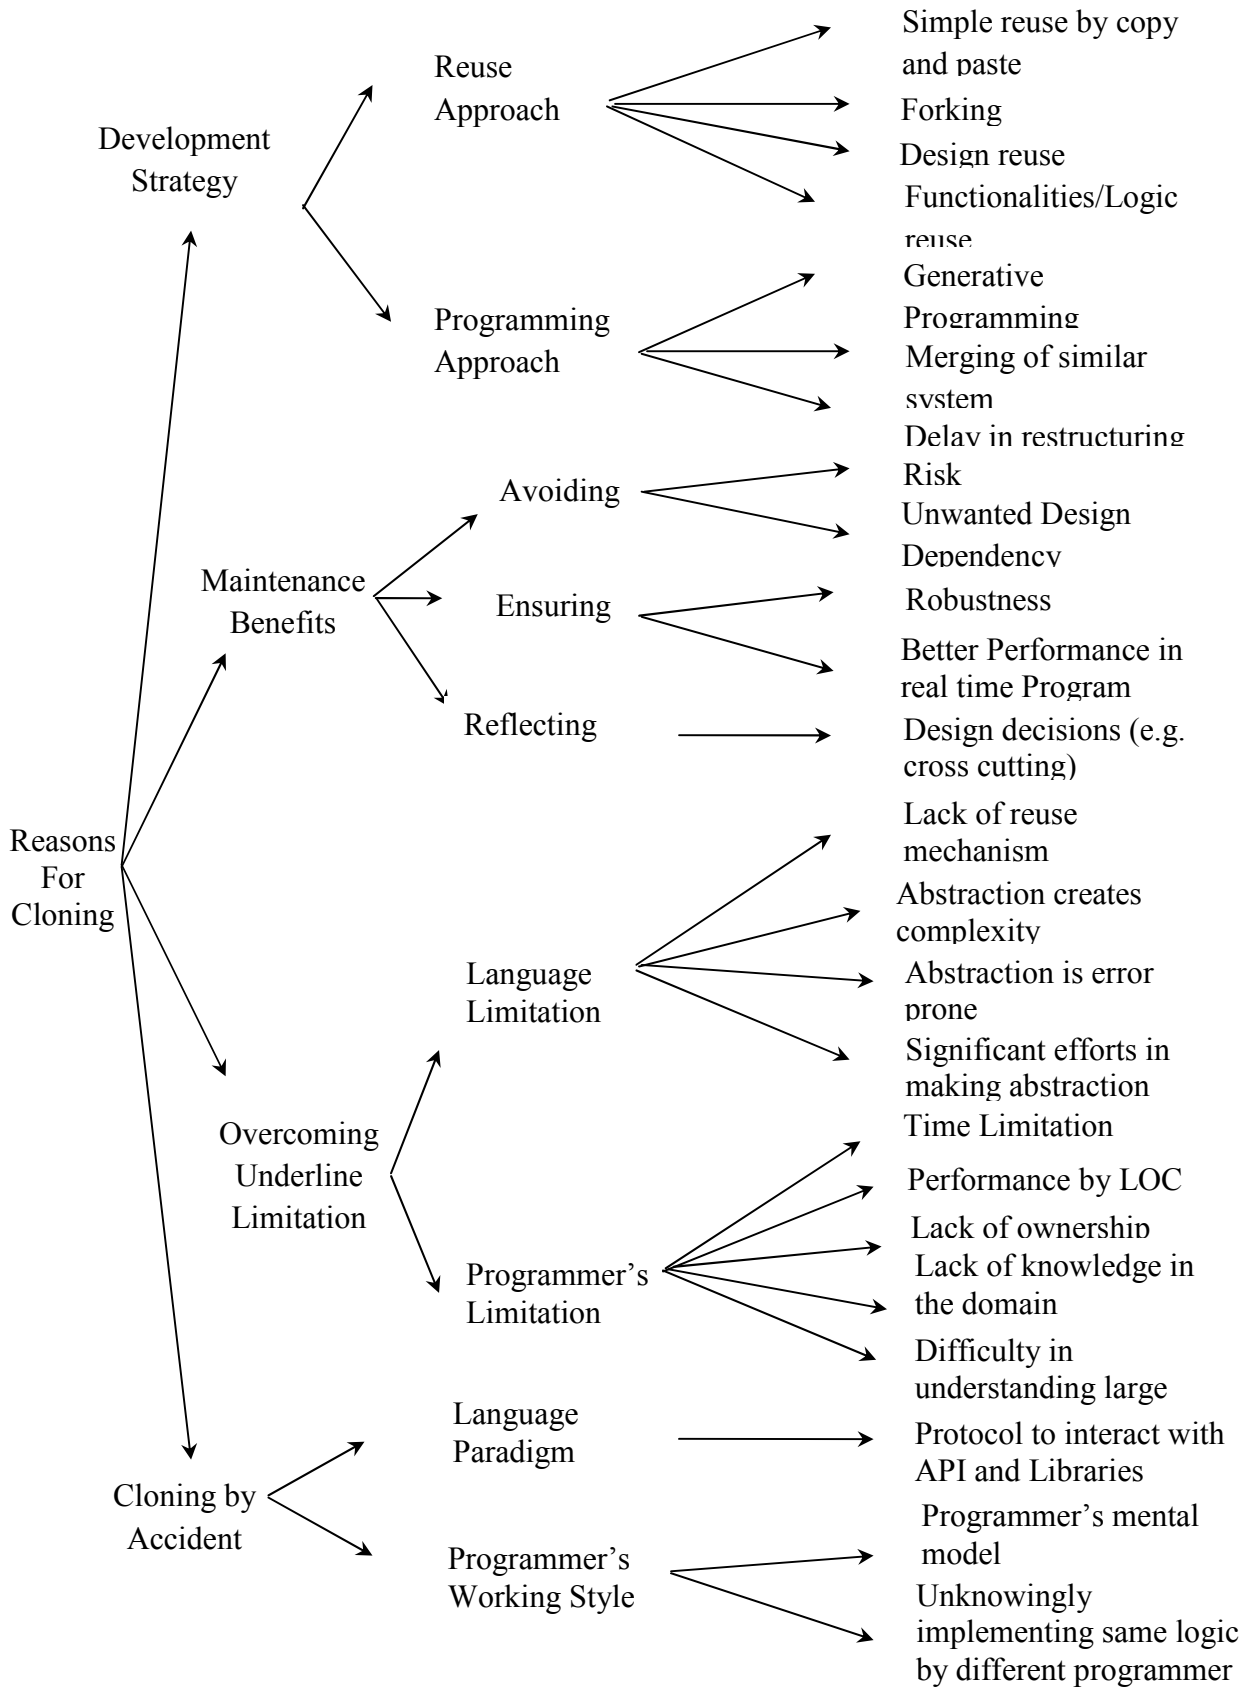 Reasons
For
Cloning
Development
Strategy
Reuse
Approach
Simple reuse by copy
and paste
Forking
Design reuse
Functionalities/Logic
reuse
Programming
Approach
Generative
Programming
Merging of similar
system
Delay in restructuring
Maintenance
Benefits
Avoiding
Risk
Unwanted Design
Dependency
Ensuring
Robustness
Better Performance in
real time Program
Reflecting
Design decisions (e.g.
cross cutting)
Overcoming
Underline
Limitation
Language
Limitation
Lack of reuse
mechanism
Abstraction creates
complexity
Abstraction is error
prone
Significant efforts in
making abstraction
Programmer’s
Limitation
Time Limitation
Performance by LOC
Lack of ownership
Lack of knowledge in
the domain
Difficulty in
understanding large
Cloning by
Accident
Language
Paradigm
Protocol to interact with
API and Libraries
Programmer’s
Working Style
Programmer’s mental
model
Unknowingly
implementing same logic
by different programmer